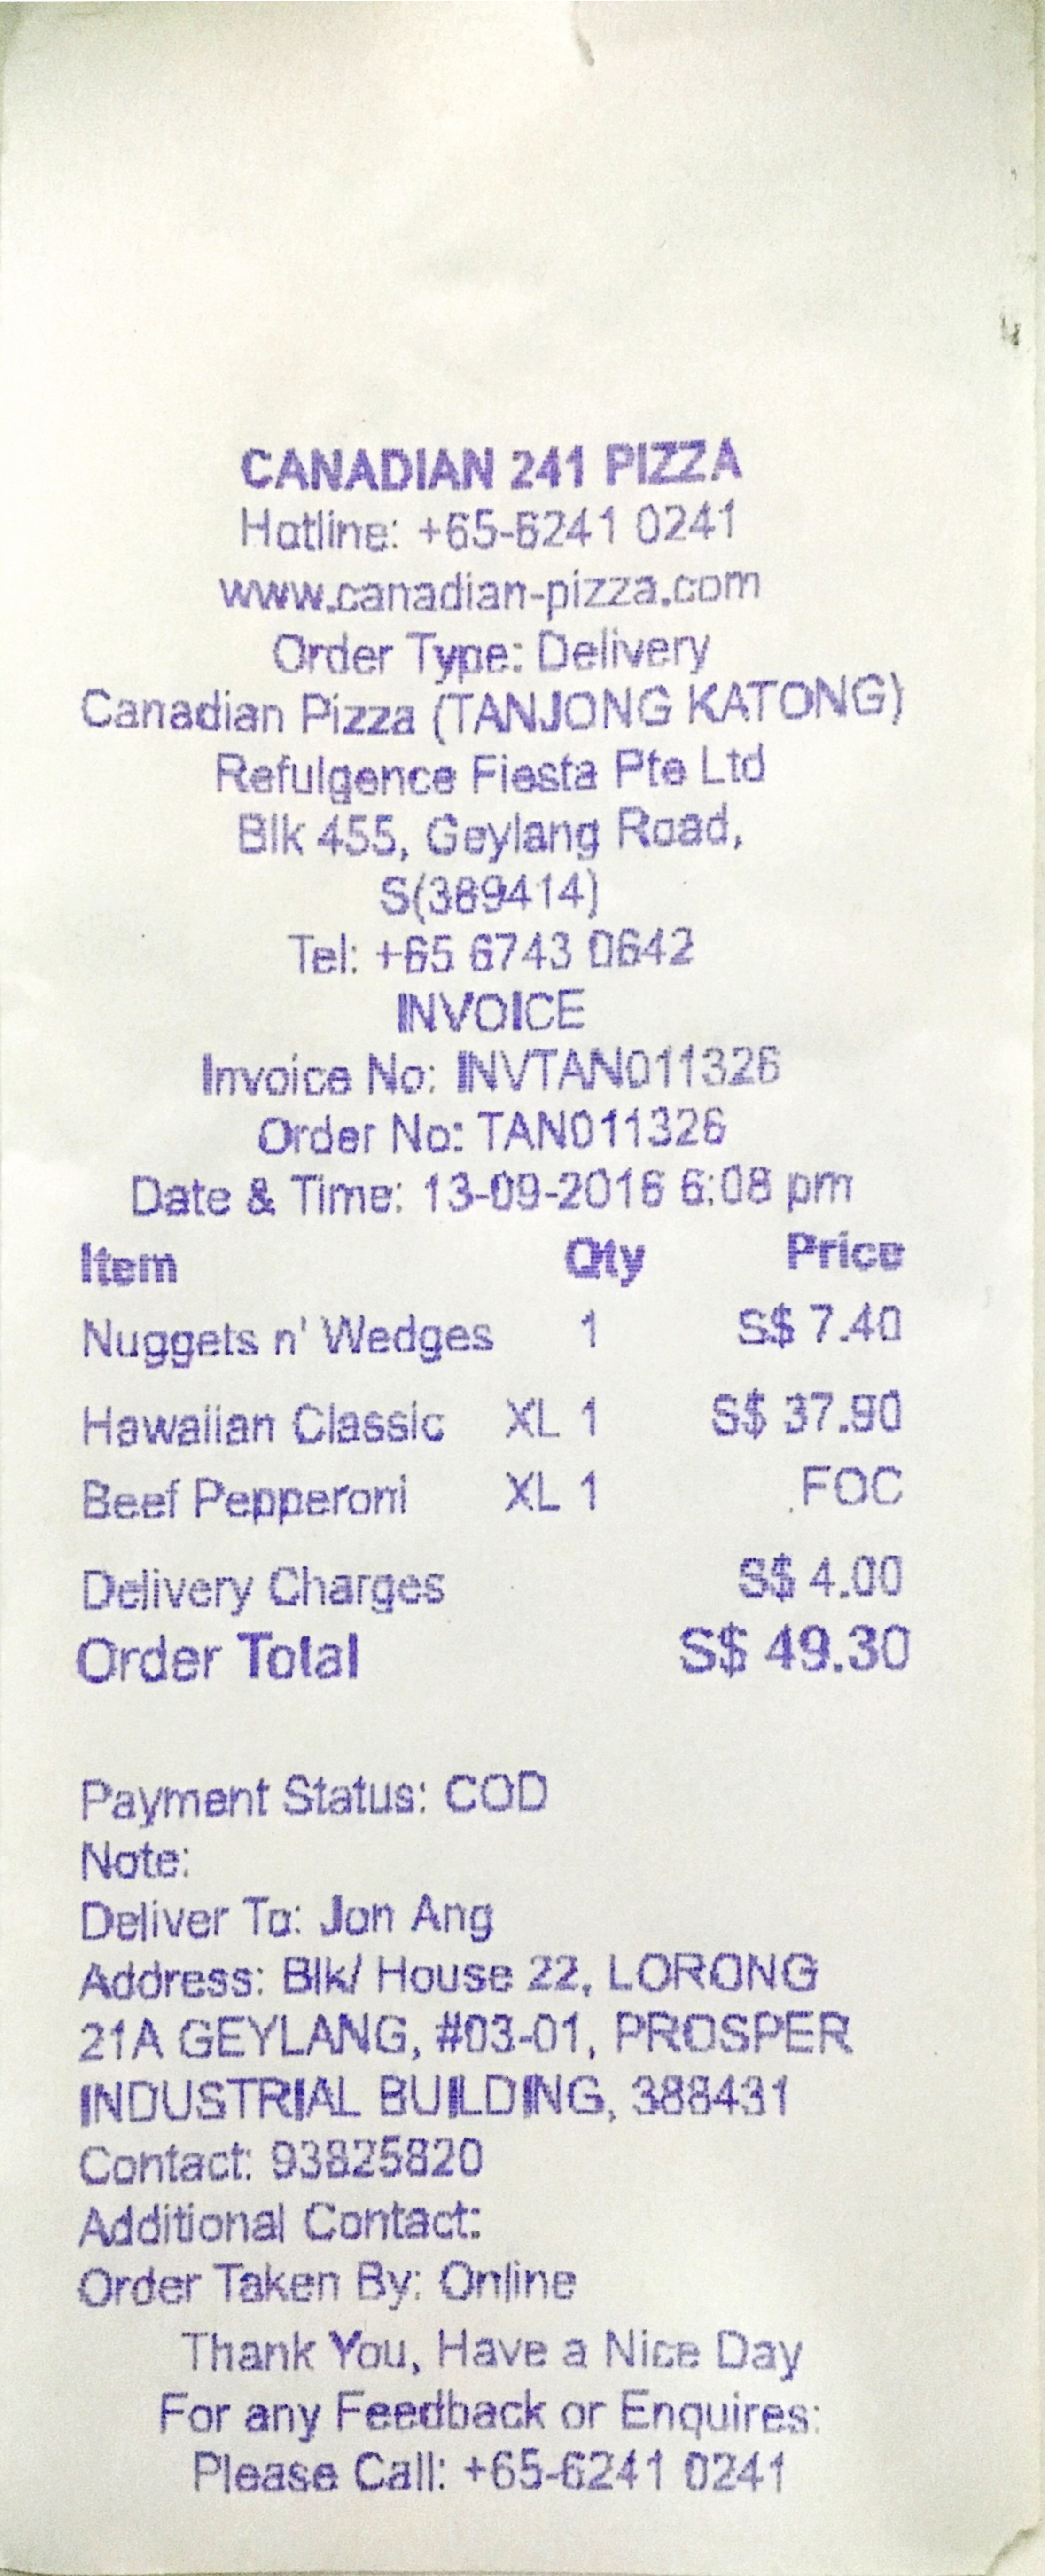 CANADIAN 241 PIZZA
Hotline: +65-6241 0241
www.canadian-pizza.com
Order Type: Delivery
Canadian Pizza (TANJONG KATONG)
Refulgence Fiesta Pte Ltd
Blk 455, Geylang Road,
S(389414)
Tel: +65 6743 0642
INVOICE
Invoice No: INVTAN011326
Order No: TAN011326
Date & Time: 13-09-2016 6:08 pm
Item Qty Price
Nuggets n' Wedges 1 S$ 7.40
Hawaiian Classic XL 1 S$ 37.90
Beef Pepperoni XL 1 FOC
Delivery Charges S$ 4.00
Order Total S$ 49.30
Payment Status: COD
Note:
Deliver To: Jon Ang
Address: Blk/ House 22, LORONG
21A GEYLANG, #03-01, PROSPER
INDUSTRIAL BUILDING, 388431
Contact: 93825820
Additional Contact:
Order Taken By: Online
Thank You, Have a Nice Day
For any Feedback or Enquires:
Please Call: +65-6241 0241